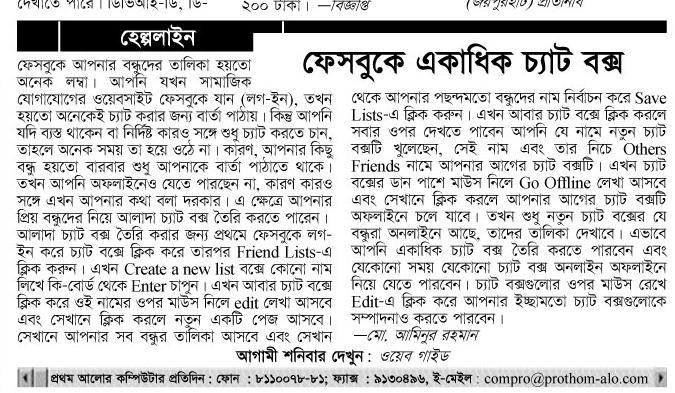 দেখাতে পারে। ডিভিআই-ডি, ডি-
২০০ টাকা। —বিজ্ঞপ্তি
(জয়পুরহাট) প্রতিনিধি
হেল্পলাইন
ফেসবুকে একাধিক চ্যাট বক্স
ফেসবুকে আপনার বন্ধুদের তালিকা হয়তো
অনেক লম্বা। আপনি যখন সামাজিক
যোগাযোগের ওয়েবসাইট ফেসবুকে যান (লগ-ইন), তখন
হয়তো অনেকেই চ্যাট করার জন্য বার্তা পাঠায়। কিন্তু আপনি
যদি ব্যস্ত থাকেন বা নির্দিষ্ট কারও সঙ্গে শুধু চ্যাট করতে চান,
তাহলে অনেক সময় তা হয়ে ওঠে না। কারণ, আপনার কিছু
বন্ধু হয়তো বারবার শুধু আপনাকে বার্তা পাঠাতে থাকে।
তখন আপনি অফলাইনেও যেতে পারছেন না, কারণ কারও
সঙ্গে এখন আপনার কথা বলা দরকার। এ ক্ষেত্রে আপনার
প্রিয় বন্ধুদের নিয়ে আলাদা চ্যাট বক্স তৈরি করতে পারেন।
আলাদা চ্যাট বক্স তৈরি করার জন্য প্রথমে ফেসবুকে লগ-
ইন করে চ্যাট বক্সে ক্লিক করে তারপর Friend Lists-এ
ক্লিক করুন। এখন Create a new list বক্সে কোনো নাম
লিখে কি-বোর্ড থেকে Enter চাপুন। এখন আবার চ্যাট বক্সে
ক্লিক করে ওই নামের ওপর মাউস নিলে edit লেখা আসবে
এবং সেখানে ক্লিক করলে নতুন একটি পেজ আসবে।
সেখানে আপনার সব বন্ধুর তালিকা আসবে এবং সেখান
থেকে আপনার পছন্দমতো বন্ধুদের নাম নির্বাচন করে Save
Lists-এ ক্লিক করুন। এখন আবার চ্যাট বক্সে ক্লিক করলে
সবার ওপর দেখতে পাবেন আপনি যে নামে নতুন চ্যাট
বক্সটি খুলেছেন, সেই নাম এবং তার নিচে Others
Friends নামে আপনার আগের চ্যাট বক্সটি। এখন চ্যাট
বক্সের ডান পাশে মাউস নিলে Go Offline লেখা আসবে
এবং সেখানে ক্লিক করলে আপনার আগের চ্যাট বক্সটি
অফলাইনে চলে যাবে। তখন শুধু নতুন চ্যাট বক্সের যে
বন্ধুরা অনলাইনে আছে, তাদের তালিকা দেখাবে। এভাবে
আপনি একাধিক চ্যাট বক্স তৈরি করতে পারবেন এবং
যেকোনো সময় যেকোনো চ্যাট বক্স অনলাইন অফলাইনে
নিয়ে যেতে পারবেন। চ্যাট বক্সগুলোর ওপর মাউস রেখে
Edit-এ ক্লিক করে আপনার ইচ্ছামতো চ্যাট বক্সগুলোকে
সম্পাদনাও করতে পারবেন।
—মো. আমিনুর রহমান
আগামী শনিবার দেখুন : ওয়েব গাইড
প্রথম আলোর কম্পিউটার প্রতিদিন : ফোন : ৮১১০০৭৮-৮১; ফ্যাক্স : ৯১৩০৪৯৬, ই-মেইল : compro@prothom-alo.com